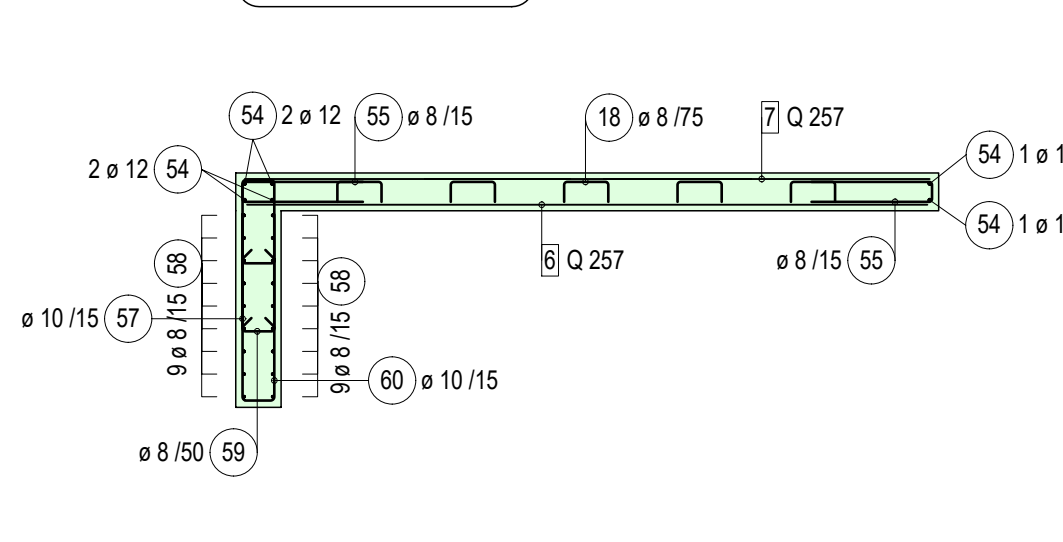 54 2 ø 12
55 ø 8 /15
18 ø 8 /75
7 Q 257
2 ø 12 54
54 1 ø 1
54 1 ø 1
6 Q 257
ø 8 /15 55
58
9 ø 8 /15
58
9 ø 8 /15
ø 10 /15 57
60 ø 10 /15
ø 8 /50 59